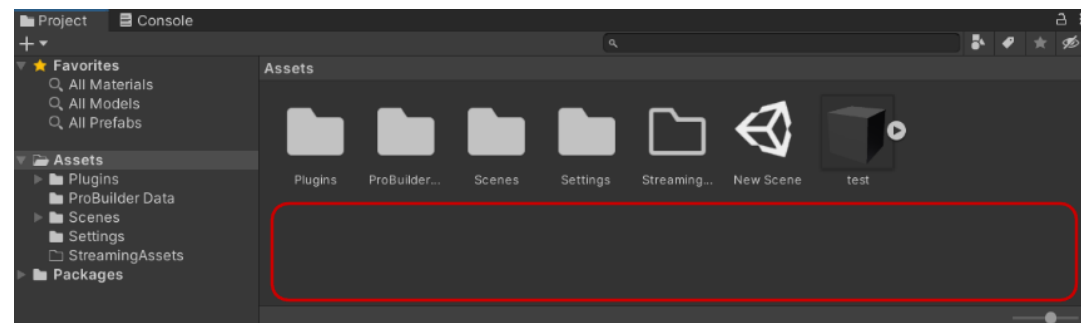 Project
Console
Favorites
All Materials
All Models
All Prefabs
Assets
Plugins
ProBuilder Data
Scenes
Settings
StreamingAssets
Packages
Assets
Plugins
ProBuilder...
Scenes
Settings
Streaming...
New Scene
test